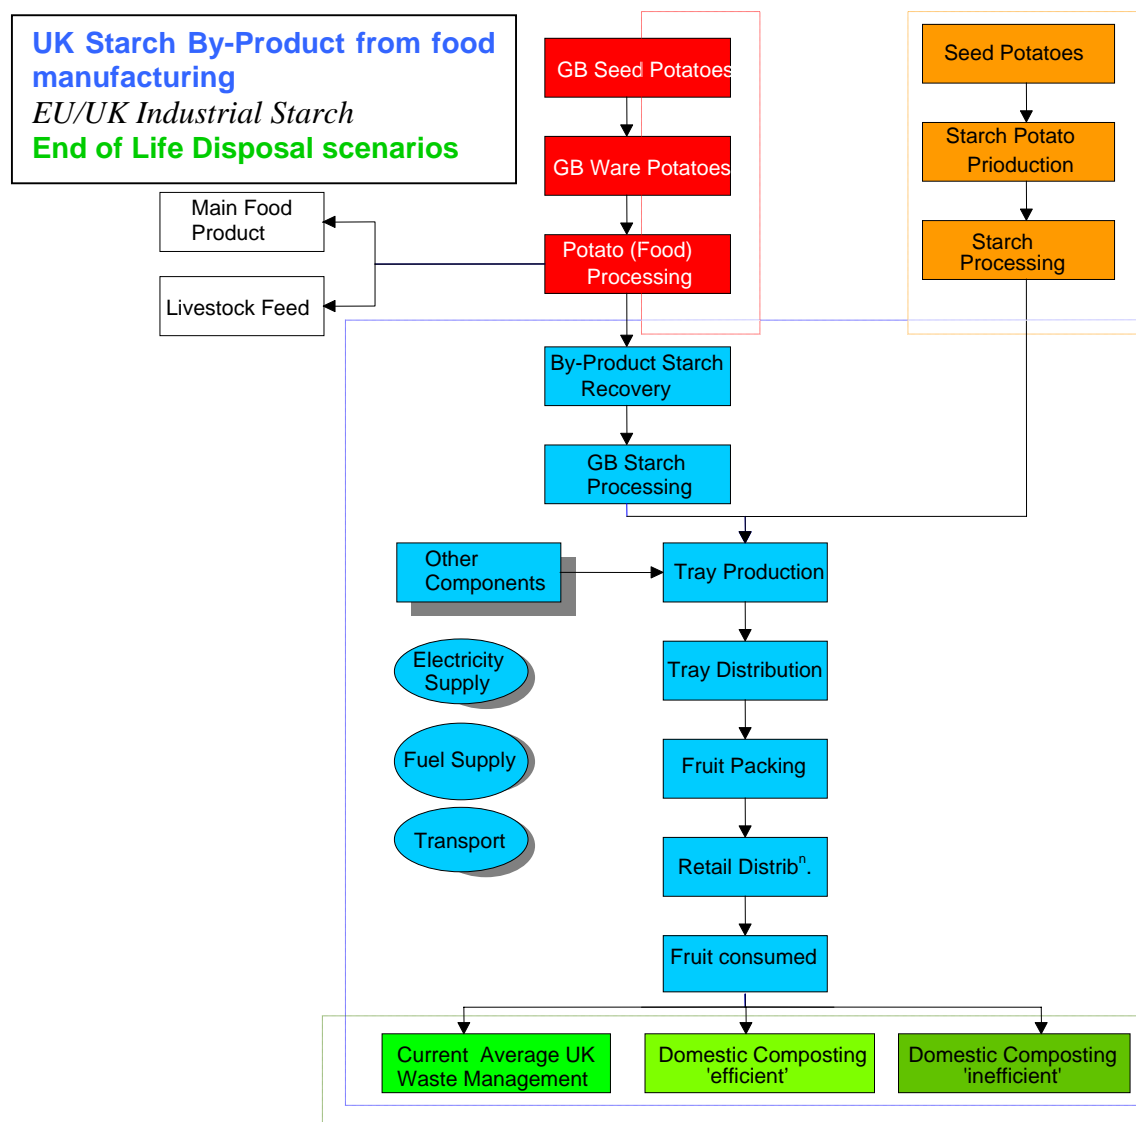 UK Starch By-Product from food
manufacturing
EU/UK Industrial Starch
End of Life Disposal scenarios
GB Seed Potatoes
Seed Potatoes
GB Ware Potatoes
Starch Potato
Prioduction
Main Food
Product
Potato (Food)
Processing
Starch
Processing
Livestock Feed
By-Product Starch
Recovery
GB Starch
Processing
Other
Components
Tray Production
Electricity
Supply
Tray Distribution
Fuel Supply
Fruit Packing
Transport
Retail Distribⁿ.
Fruit consumed
Current Average UK
Waste Management
Domestic Composting
'efficient’
Domestic Composting
'inefficient’